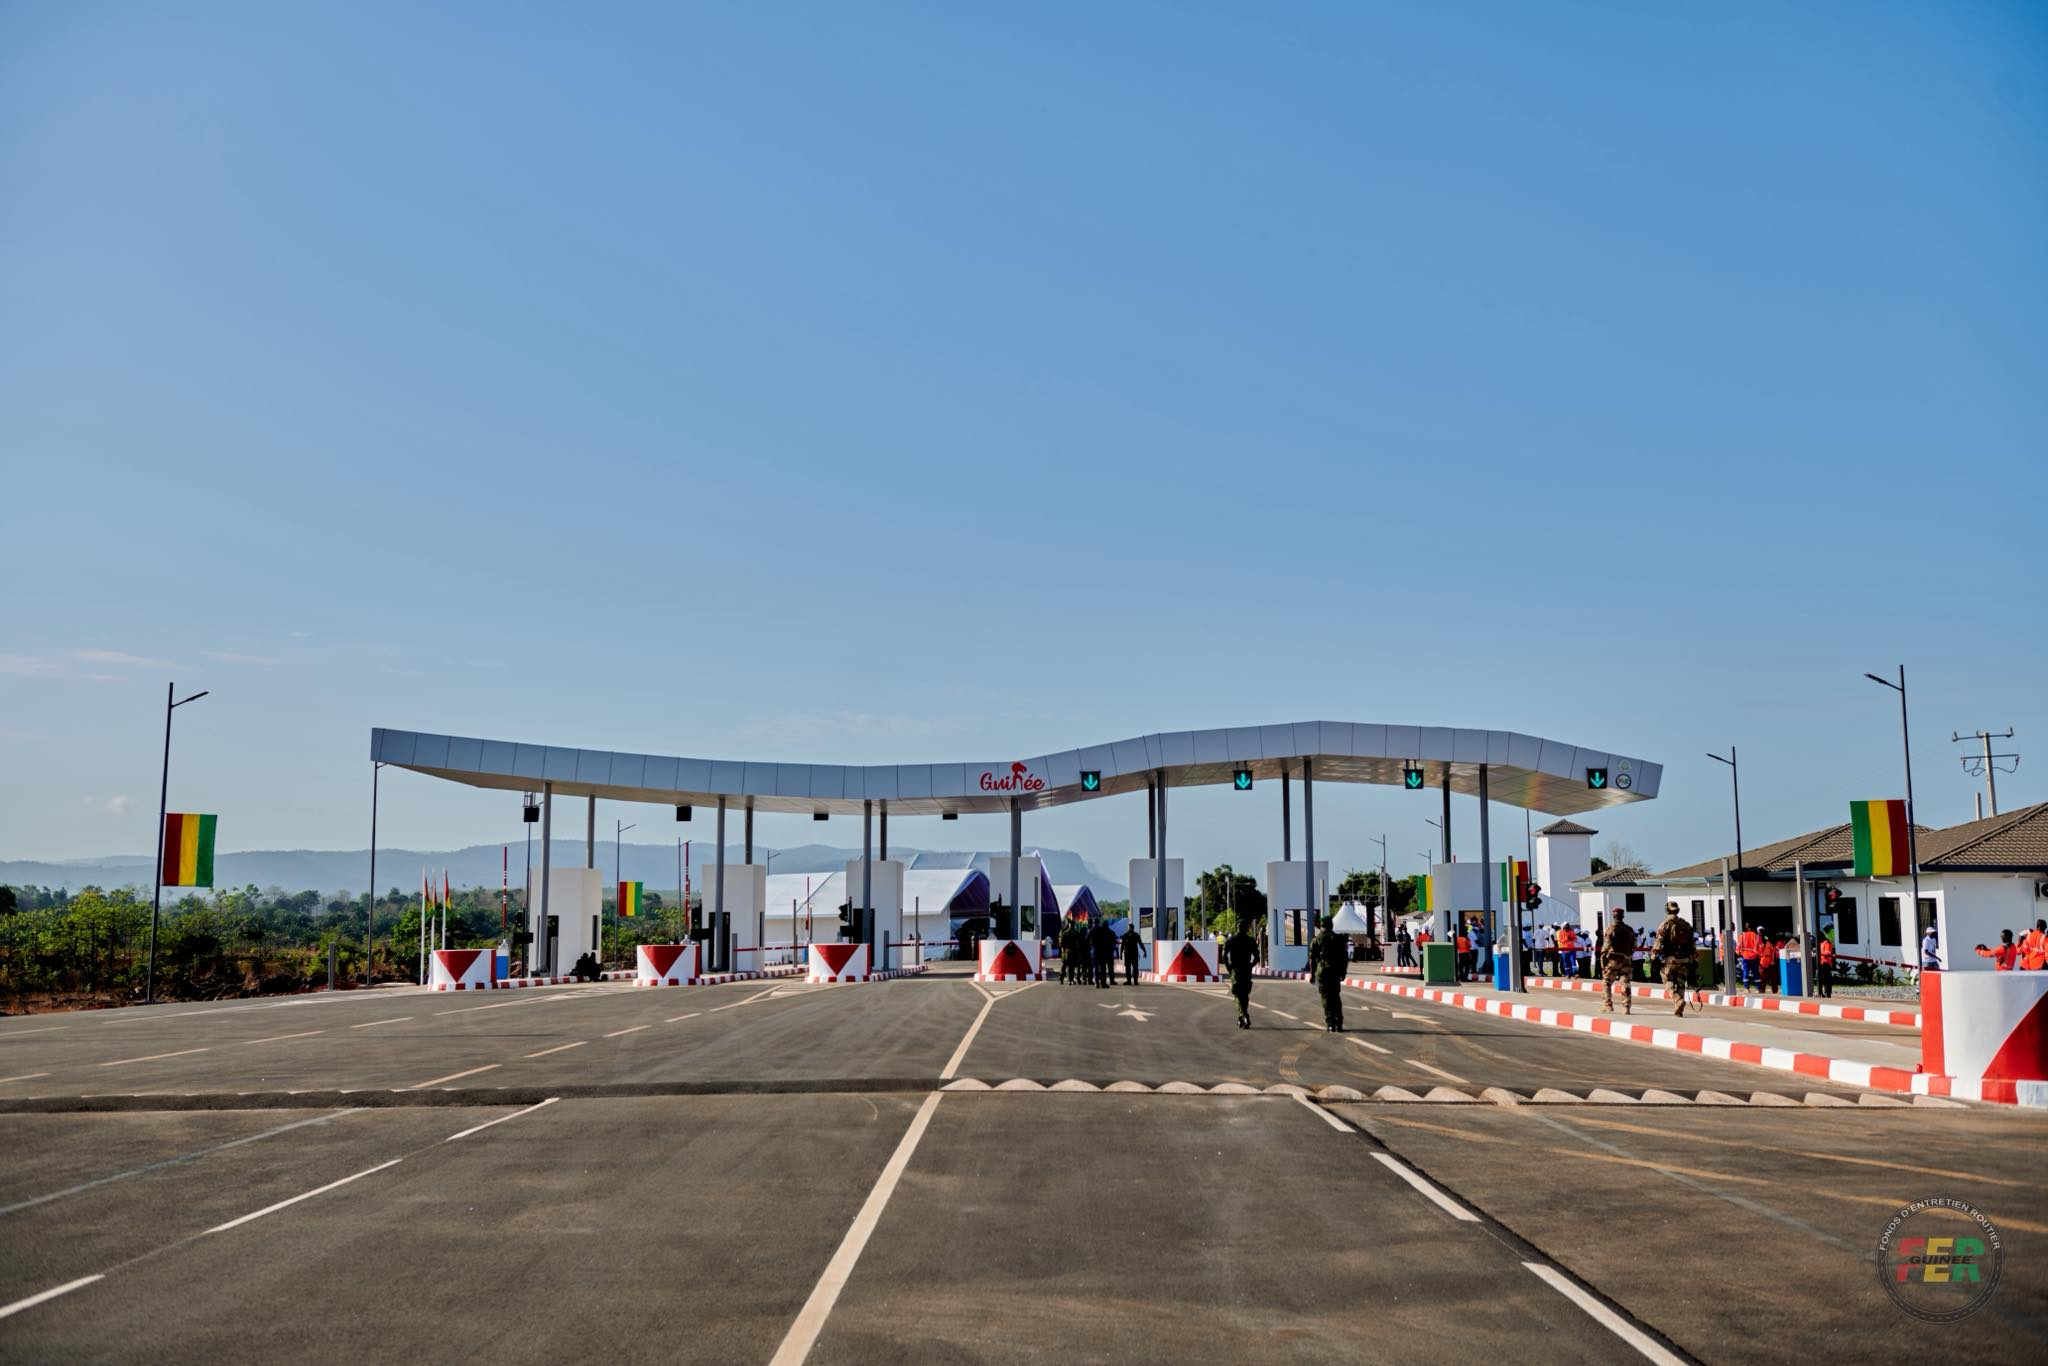 Guinée
FONDS D'ENTRETIEN ROUTIER
FER
GUINEE